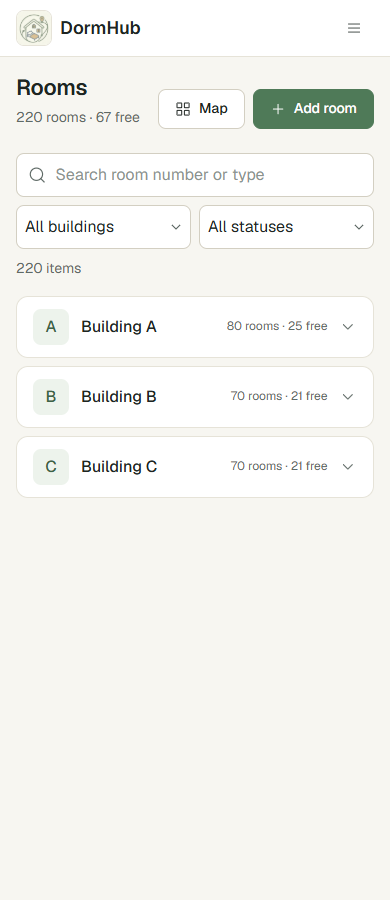 DormHub
Rooms
220 rooms · 67 free
Map
Add room
Search room number or type
All buildings
All statuses
220 items
A
Building A
80 rooms · 25 free
B
Building B
70 rooms · 21 free
C
Building C
70 rooms · 21 free